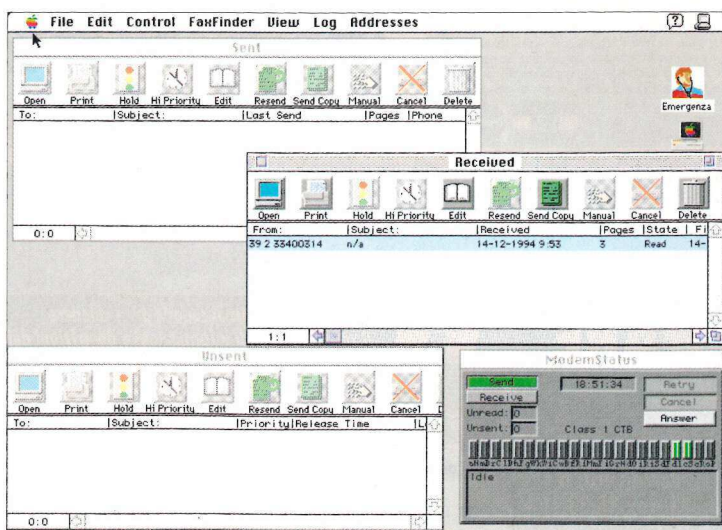 File Edit Control FaxFinder View Log Addresses
Sent
Open Print Hold Hi Priority Edit Resend Send Copy Manual Cancel Delete
To: Subject: Last Send Pages Phone
0:0
Emergenza
Received
Open Print Hold Hi Priority Edit Resend Send Copy Manual Cancel Delete
From: Subject: Received Pages State Fi
39 2 33400314 n/a 14-12-1994 9:53 3 Read 14-
1:1
Unsent
Open Print Hold Hi Priority Edit Resend Send Copy Manual Cancel D
To: Subject: Priority Release Time
0:0
ModemStatus
Send 18:51:34 Retry
Receive Cancel
Unread: 0 Answer
Unsent: 0 Class 1 CTB
Idle